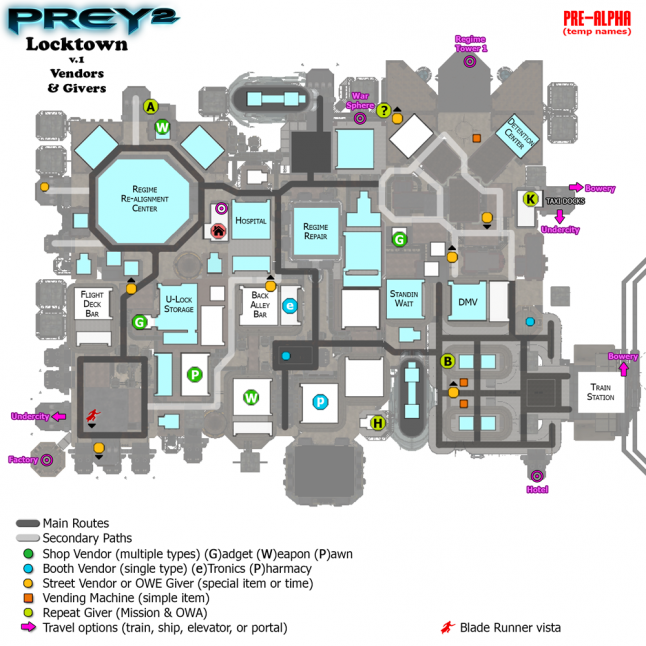 PREY 2
Locktown
v.1
Vendors
& Givers
PRE-ALPHA
(temp names)
Regime
Tower 1
War
Sphere
?
A
W
Detention
Center
Regime
Re-alignment
Center
Hospital
Regime
Repair
K
TAXI DOCKS
Bowery
Undercity
G
Flight
Deck
Bar
U-Lock
Storage
G
Back
Alley
Bar
e
Standin
Wait
DMV
B
Bowery
Train
Station
P
W
P
H
Undercity
Factory
Hotel
Main Routes
Secondary Paths
Shop Vendor (multiple types) (G)adget (W)eapon (P)awn
Booth Vendor (single type) (e)Tronics (P)harmacy
Street Vendor or OWE Giver (special item or time)
Vending Machine (simple item)
Repeat Giver (Mission & OWA)
Travel options (train, ship, elevator, or portal)
Blade Runner vista